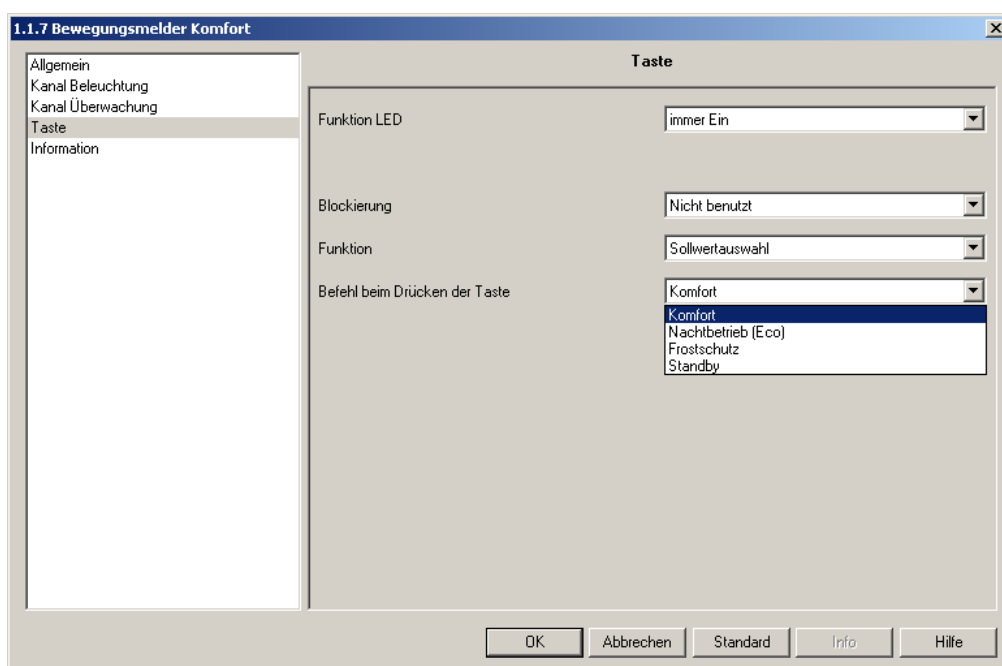 1.1.7 Bewegungsmelder Komfort
Allgemein
Kanal Beleuchtung
Kanal Überwachung
Taste
Information
Taste
Funktion LED
immer Ein
Blockierung
Nicht benutzt
Funktion
Sollwertauswahl
Befehl beim Drücken der Taste
Komfort
Komfort
Nachtbetrieb (Eco)
Frostschutz
Standby
OK
Abbrechen
Standard
Info
Hilfe